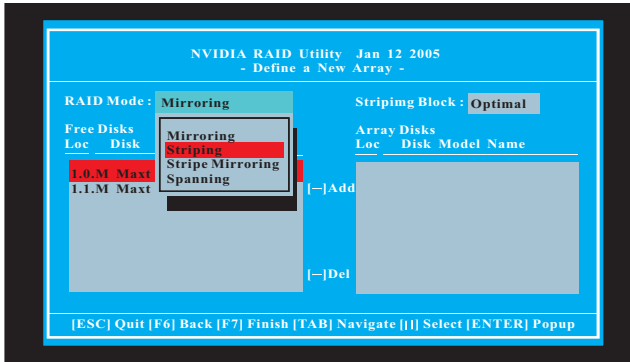 NVIDIA RAID Utility Jan 12 2005
- Define a New Array -
RAID Mode : Mirroring
Stripimg Block : Optimal
Free Disks
Loc Disk
Mirroring
Striping
Stripe Mirroring
Spanning
Array Disks
Loc Disk Model Name
1.0.M Maxt
1.1.M Maxt
[—]Add
[—]Del
[ESC] Quit [F6] Back [F7] Finish [TAB] Navigate [||] Select [ENTER] Popup